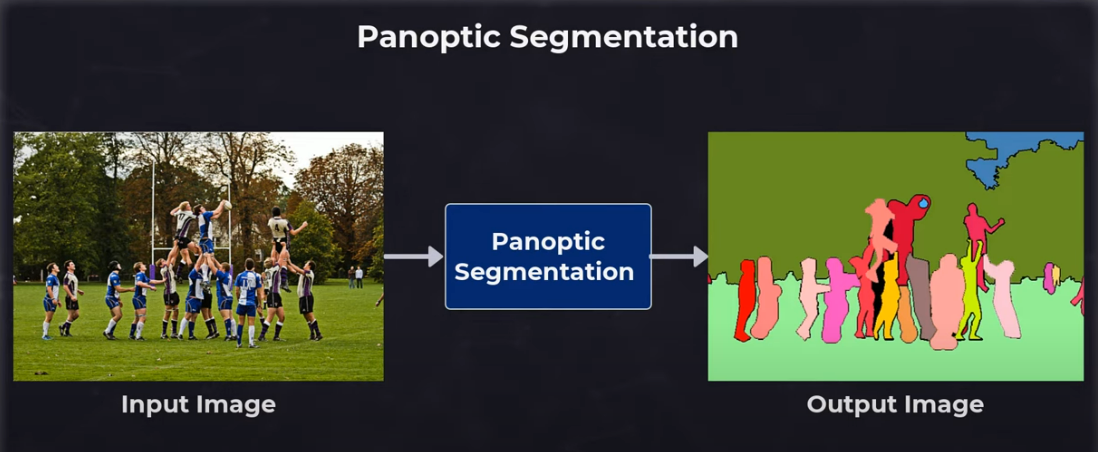 Panoptic Segmentation
Panoptic
Segmentation
Input Image
Output Image